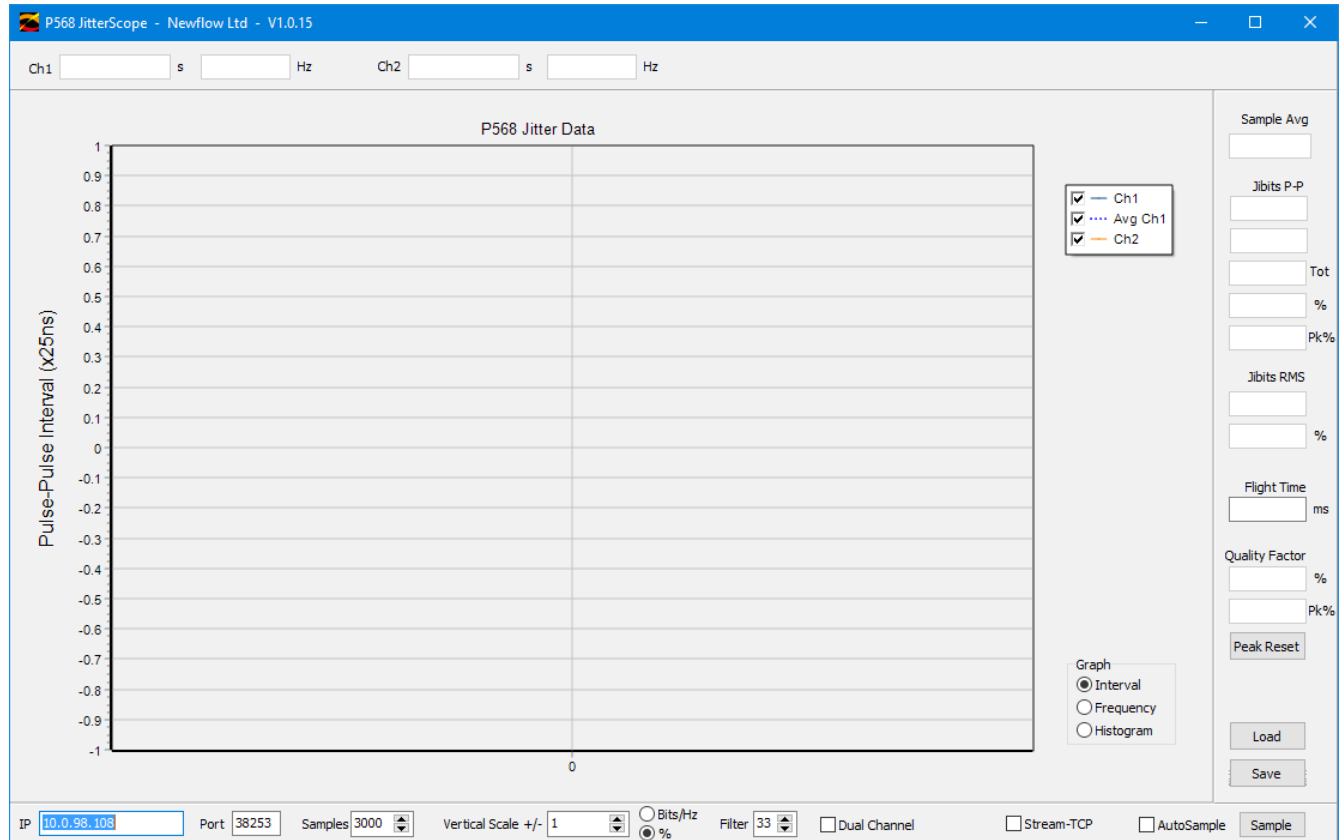 P568 JitterScope - Newflow Ltd - V1.0.15
Ch1 s Hz Ch2 s Hz
P568 Jitter Data
Pulse-Pulse Interval (x25ns)
1
0.9
0.8
0.7
0.6
0.5
0.4
0.3
0.2
0.1
0
-0.1
-0.2
-0.3
-0.4
-0.5
-0.6
-0.7
-0.8
-0.9
-1
0
Ch1
Avg Ch1
Ch2
Graph
Interval
Frequency
Histogram
Sample Avg
Jibits P-P
Tot
%
Pk%
Jibits RMS
%
Flight Time
ms
Quality Factor
%
Pk%
Peak Reset
Load
Save
IP 10.0.98.108 Port 38253 Samples 3000 Vertical Scale +/- 1 Bits/Hz % Filter 33 Dual Channel Stream-TCP AutoSample Sample